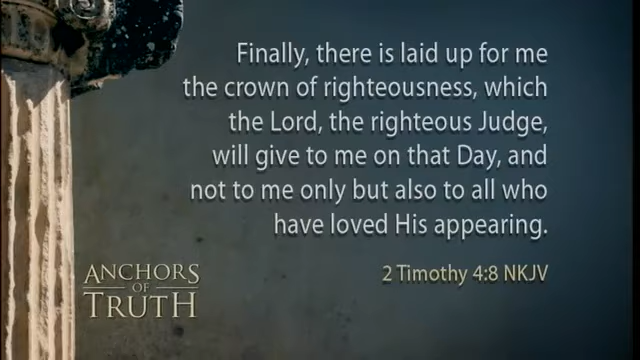 Finally, there is laid up for me
the crown of righteousness, which
the Lord, the righteous Judge,
will give to me on that Day, and
not to me only but also to all who
have loved His appearing.
2 Timothy 4:8 NKJV
ANCHORS
OF
TRUTH